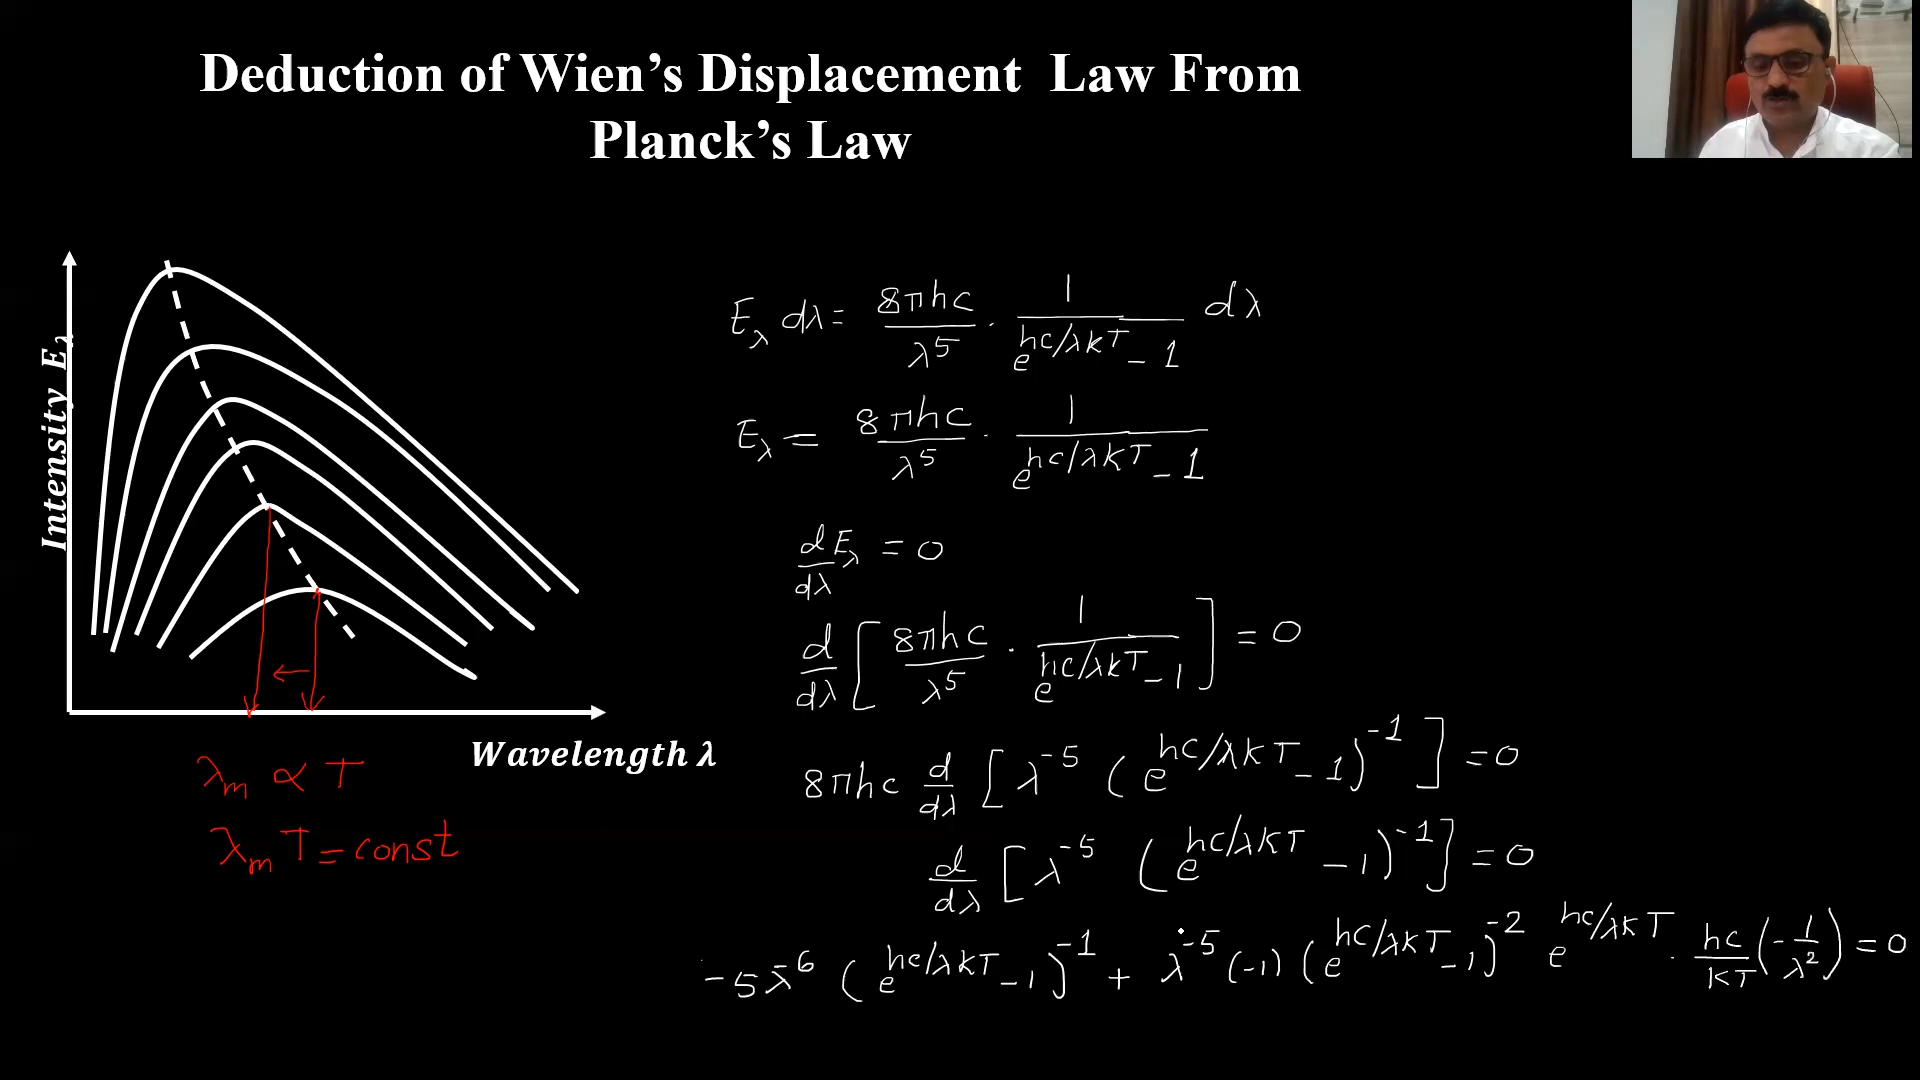 Deduction of Wien’s Displacement Law From
Planck’s Law
Intensity E_λ
Wavelength λ
λ_m ∝ T
λ_m T = const
E_λ dλ = 8πhc/λ^5 · 1/(e^{hc/λkT} - 1) dλ
E_λ = 8πhc/λ^5 · 1/(e^{hc/λkT} - 1)
dE_λ/dλ = 0
d/dλ [8πhc/λ^5 · 1/(e^{hc/λkT} - 1)] = 0
8πhc d/dλ [λ^{-5} (e^{hc/λkT} - 1)^{-1}] = 0
d/dλ [λ^{-5} (e^{hc/λkT} - 1)^{-1}] = 0
-5λ^{-6} (e^{hc/λkT} - 1)^{-1} + λ^{-5} (-1) (e^{hc/λkT} - 1)^{-2} e^{hc/λkT} · hc/kT (-1/λ^2) = 0